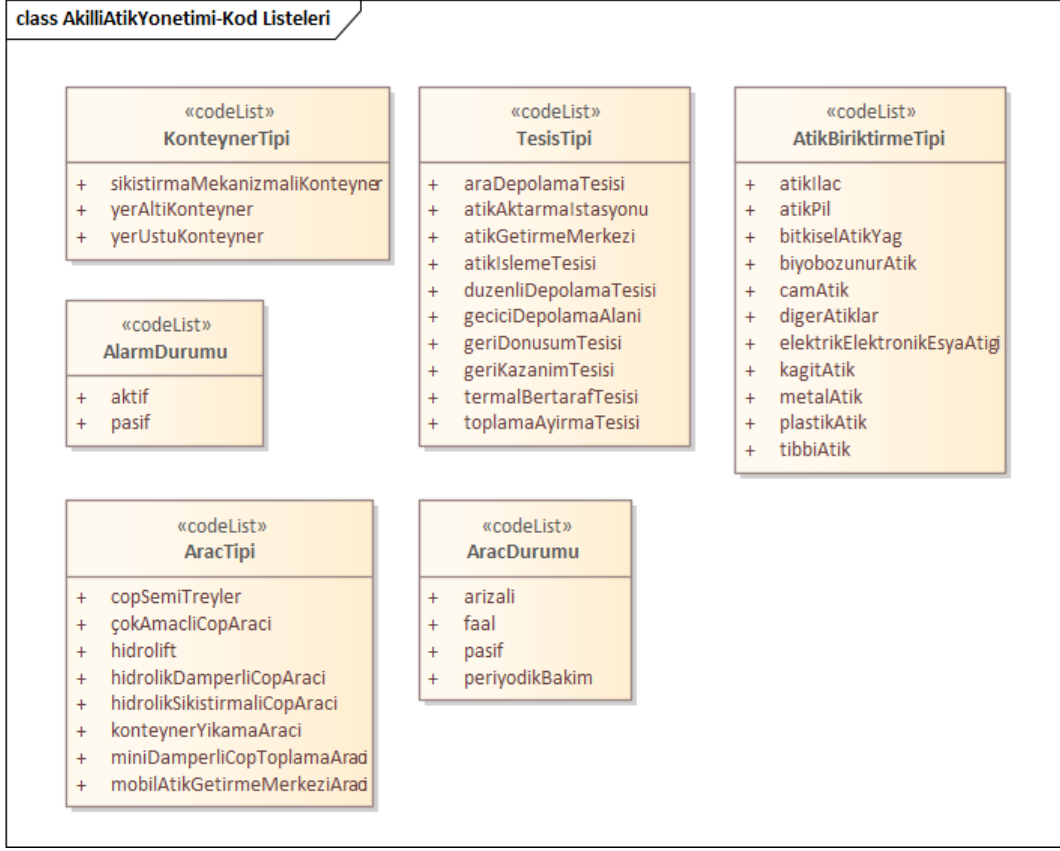 class AkilliAtikYonetimi-Kod Listeleri
«codeList»
KonteynerTipi
+ sikistirmaMekanizmaliKonteyner
+ yerAltiKonteyner
+ yerUstuKonteyner
«codeList»
TesisTipi
+ araDepolamaTesisi
+ atikAktarmaIstasyonu
+ atikGetirmeMerkezi
+ atikIslemeTesisi
+ duzenliDepolamaTesisi
+ geciciDepolamaAlani
+ geriDonusumTesisi
+ geriKazanimTesisi
+ termalBertarafTesisi
+ toplamaAyirmaTesisi
«codeList»
AtikBiriktirmeTipi
+ atikIlac
+ atikPil
+ bitkiselAtikYag
+ biyobozunurAtik
+ camAtik
+ digerAtiklar
+ elektrikElektronikEsyaAtigi
+ kagitAtik
+ metalAtik
+ plastikAtik
+ tibbiAtik
«codeList»
AlarmDurumu
+ aktif
+ pasif
«codeList»
AracTipi
+ copSemiTreyler
+ çokAmacliCopAraci
+ hidrolift
+ hidrolikDamperliCopAraci
+ hidrolikSikistirmaliCopAraci
+ konteynerYikamaAraci
+ miniDamperliCopToplamaAraci
+ mobilAtikGetirmeMerkeziAraci
«codeList»
AracDurumu
+ arizali
+ faal
+ pasif
+ periyodikBakim